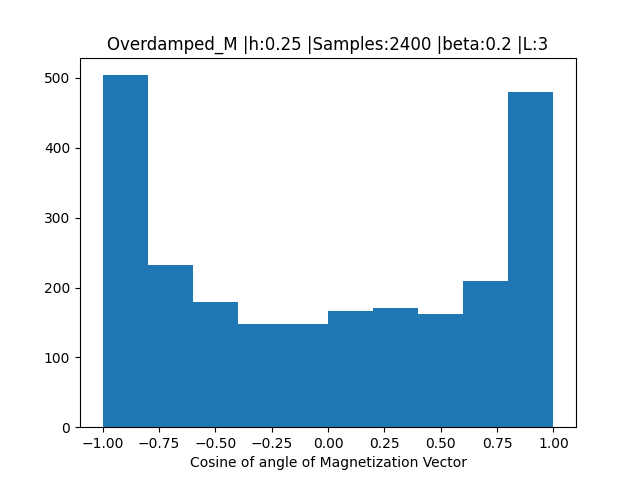 Overdamped_M |h:0.25 |Samples:2400 |beta:0.2 |L:3
500
400
300
200
100
0
−1.00 −0.75 −0.50 −0.25 0.00 0.25 0.50 0.75 1.00
Cosine of angle of Magnetization Vector